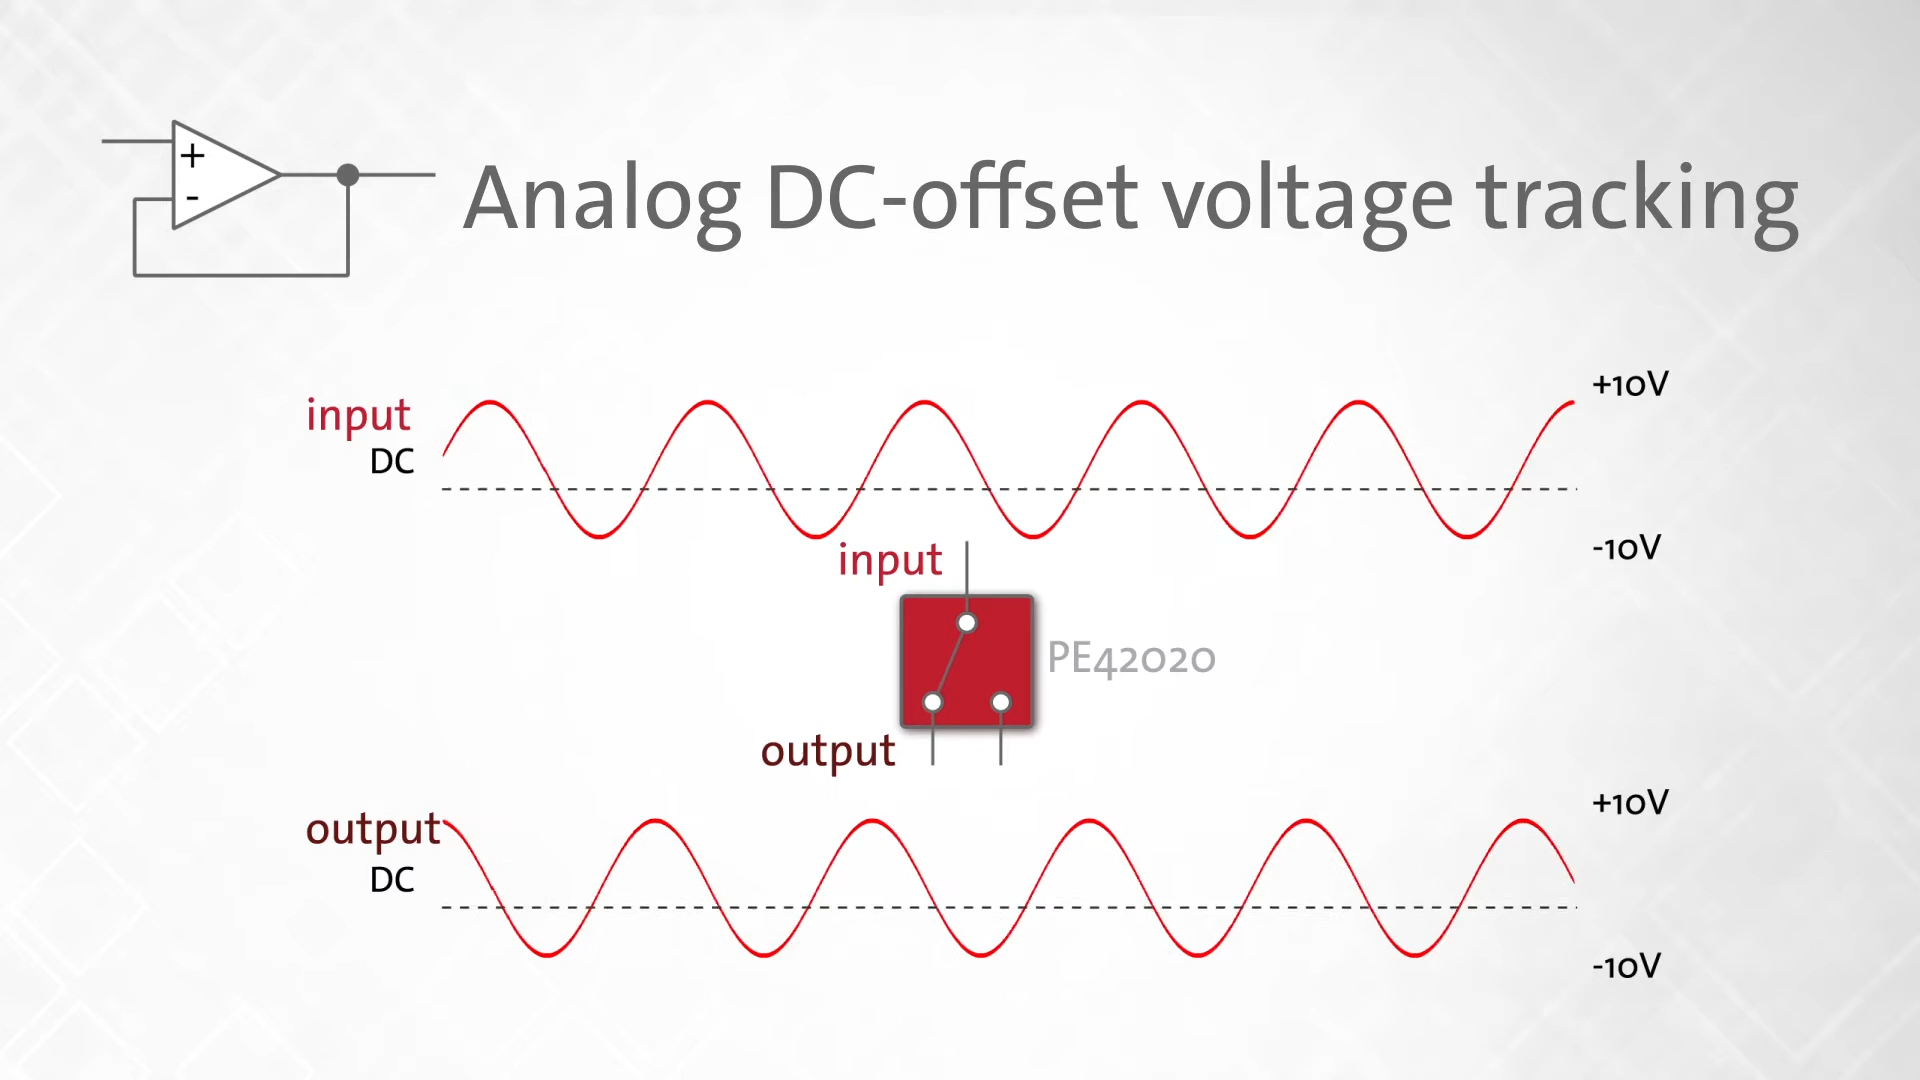 +
-
Analog DC-offset voltage tracking
+10V
input
DC
-10V
input
PE42020
output
+10V
output
DC
-10V